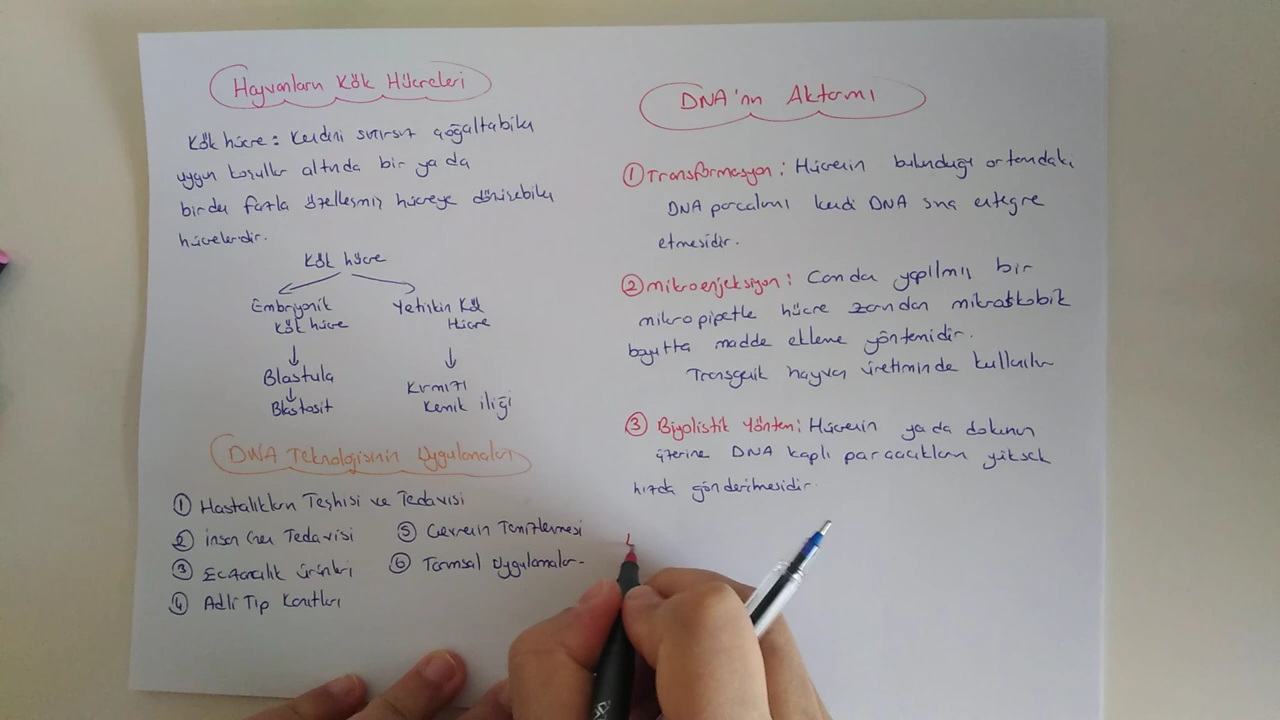 Hayvanların Kök Hücreleri
Kök hücre: Kendini sınırsız çoğaltabilen
uygun koşullar altında bir ya da
birden fazla özelleşmiş hücreye dönüşebilen
hücrelerdir.
Kök hücre
Embriyonik
Kök hücre
Yetişkin Kök
Hücre
Blastula
Blastosit
Kırmızı
Kemik iliği
DNA Teknolojisinin Uygulamaları
① Hastalıkların Teşhisi ve Tedavisi
② insan Gen Tedavisi
③ Eczacılık ürünleri
④ Adli Tıp Kanıtları
⑤ Çevrenin Temizlenmesi
⑥ Tarımsal Uygulamalar.
DNA'nın Aktarımı
① Transformasyon: Hücrenin bulunduğu ortamdaki
DNA parçalarını kendi DNA sına entegre
etmesidir.
② mikroenjeksiyon: Camdan yapılmış bir
mikropipetle hücre zarından mikroskobik
boyutta madde ekleme yöntemidir.
Transgenik hayvan üretiminde kullanılır
③ Biyolistik Yöntem: Hücrenin ya da dokunun
üzerine DNA kaplı parçacıkların yüksek
hızda gönderilmesidir.